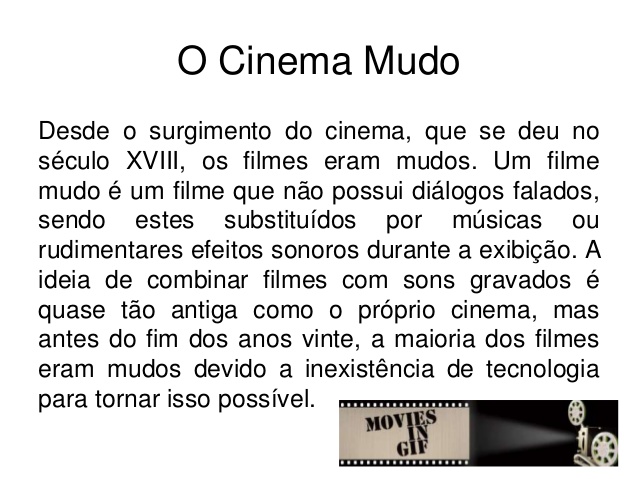 O Cinema Mudo
Desde o surgimento do cinema, que se deu no
século XVIII, os filmes eram mudos. Um filme
mudo é um filme que não possui diálogos falados,
sendo estes substituídos por músicas ou
rudimentares efeitos sonoros durante a exibição. A
ideia de combinar filmes com sons gravados é
quase tão antiga como o próprio cinema, mas
antes do fim dos anos vinte, a maioria dos filmes
eram mudos devido a inexistência de tecnologia
para tornar isso possível.
MOVIES
IN
GIF